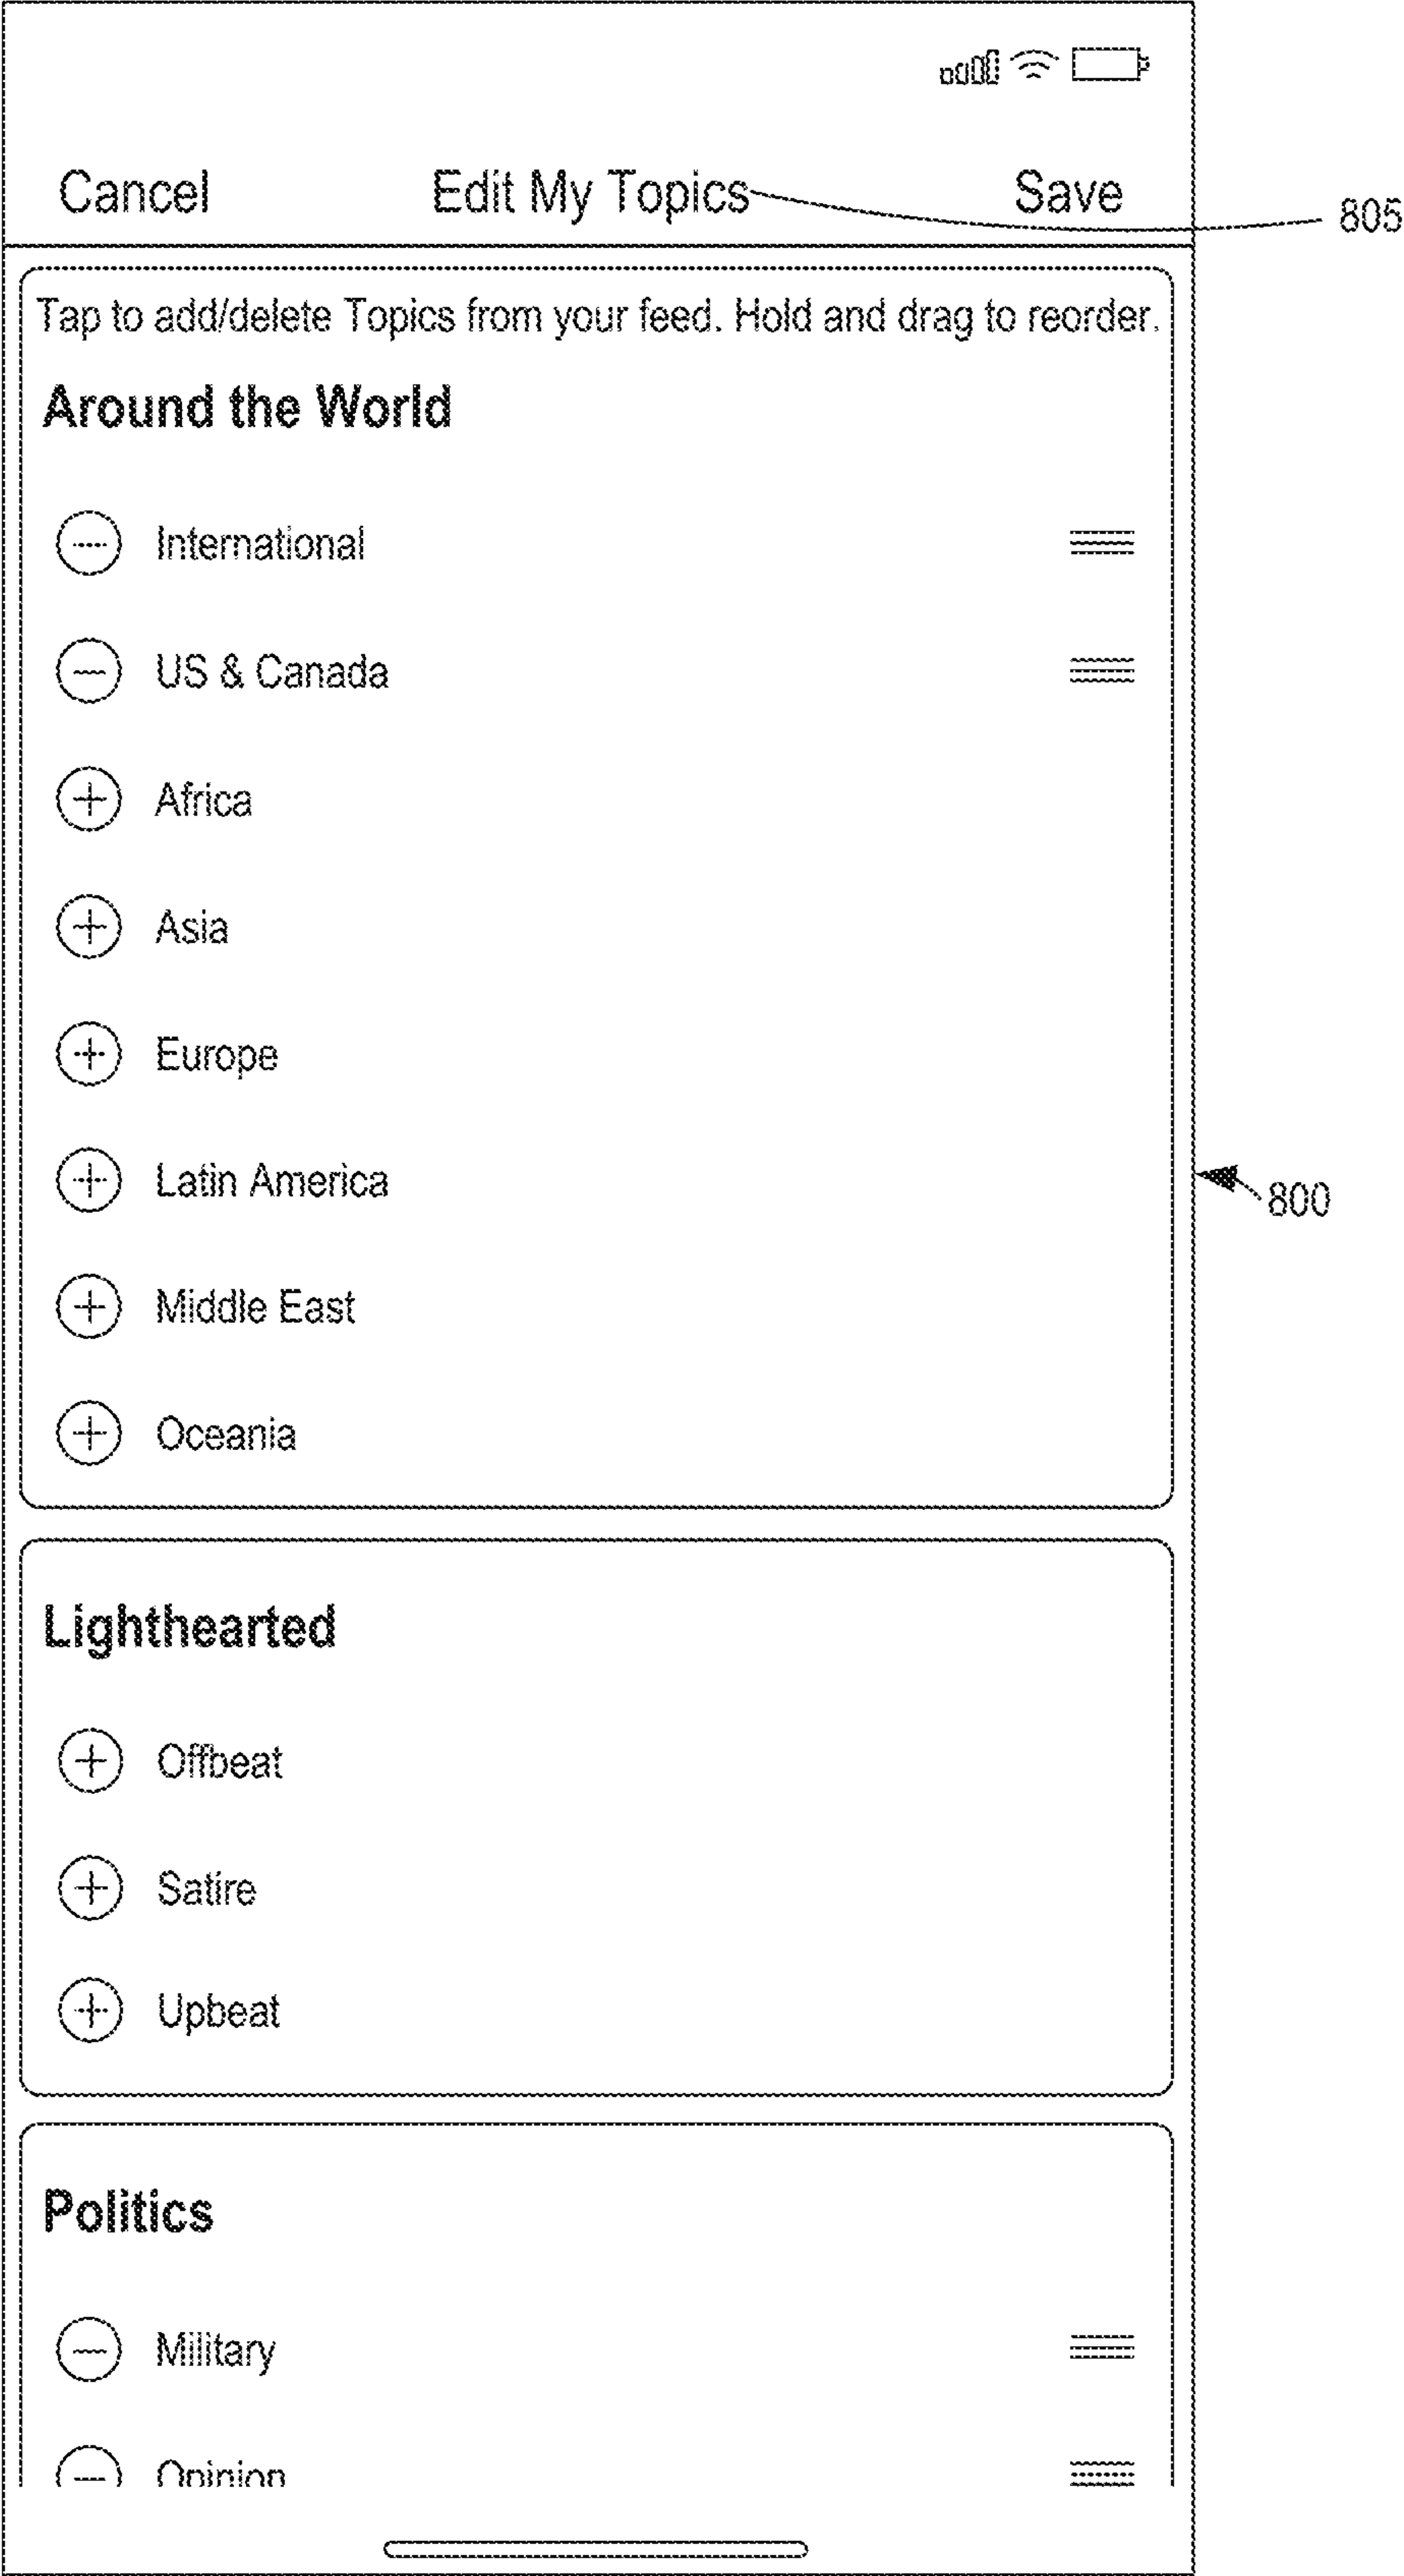 Cancel Edit My Topics Save
805
Tap to add/delete Topics from your feed. Hold and drag to reorder.
Around the World
International
US & Canada
Africa
Asia
Europe
Latin America
800
Middle East
Oceania
Lighthearted
Offbeat
Satire
Upbeat
Politics
Military
Opinion